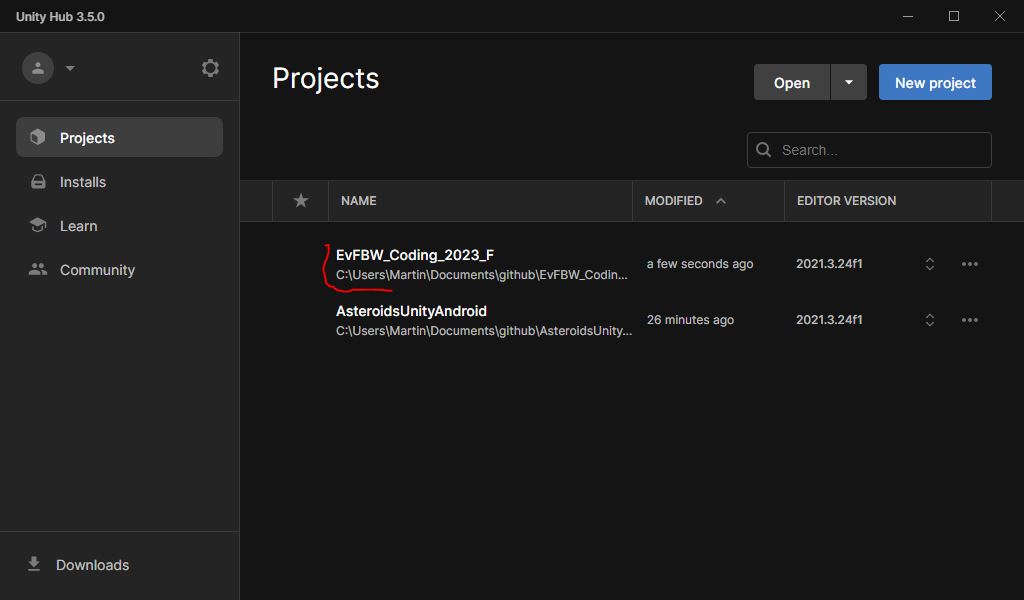 Unity Hub 3.5.0
Projects
Open
New project
Search...
Projects
Installs
Learn
Community
NAME
MODIFIED
EDITOR VERSION
EvFBW_Coding_2023_F
C:\Users\Martin\Documents\github\EvFBW_Codin...
a few seconds ago
2021.3.24f1
AsteroidsUnityAndroid
C:\Users\Martin\Documents\github\AsteroidsUnity...
26 minutes ago
2021.3.24f1
Downloads